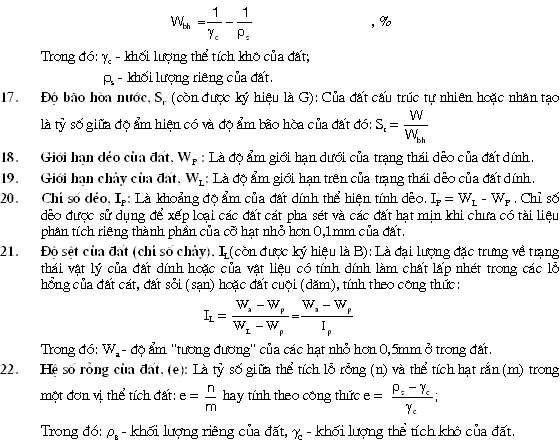 W_bh = 1/γ_c − 1/ρ_s , %
Trong đó: γ_c - khối lượng thể tích khô của đất;
ρ_s - khối lượng riêng của đất.
17. Độ bão hòa nước, S_r (còn được ký hiệu là G): Của đất cấu trúc tự nhiên hoặc nhân tạo
là tỷ số giữa độ ẩm hiện có và độ ẩm bão hòa của đất đó: S_r = W/W_bh
18. Giới hạn dẻo của đất, W_P : Là độ ẩm giới hạn dưới của trạng thái dẻo của đất dính.
19. Giới hạn chảy của đất, W_L: Là độ ẩm giới hạn trên của trạng thái dẻo của đất dính.
20. Chỉ số dẻo, I_P: Là khoảng độ ẩm của đất dính thể hiện tính dẻo. I_P = W_L - W_P . Chỉ số
dẻo được sử dụng để xếp loại các đất cát pha sét và các đất hạt mịn khi chưa có tài liệu
phân tích riêng thành phần của cỡ hạt nhỏ hơn 0,1mm của đất.
21. Độ sệt của đất (chỉ số chảy), I_L(còn được ký hiệu là B): Là đại lượng đặc trưng về trạng
thái vật lý của đất dính hoặc của vật liệu có tính dính làm chất lấp nhét trong các lỗ
hổng của đất cát, đất sỏi (sạn) hoặc đất cuội (dăm), tính theo công thức:
I_L = (W_a − W_p)/(W_L − W_p) = (W_a − W_p)/I_p
Trong đó: W_a - độ ẩm "tương đương" của các hạt nhỏ hơn 0,5mm ở trong đất.
22. Hệ số rỗng của đất, (e): Là tỷ số giữa thể tích lỗ rỗng (n) và thể tích hạt rắn (m) trong
một đơn vị thể tích đất: e = n/m hay tính theo công thức e = (ρ_s − γ_c)/γ_c;
Trong đó: ρ_s - khối lượng riêng của đất, γ_C - khối lượng thể tích khô của đất.